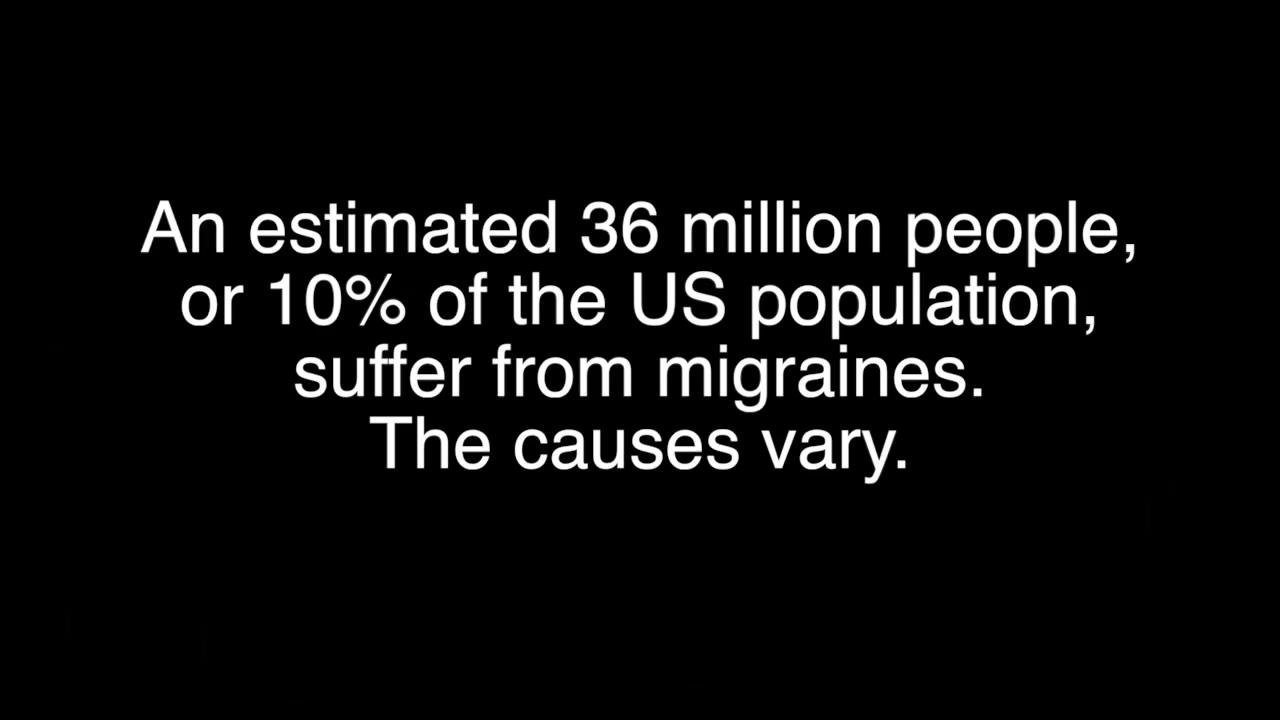 An estimated 36 million people,
or 10% of the US population,
suffer from migraines.
The causes vary.